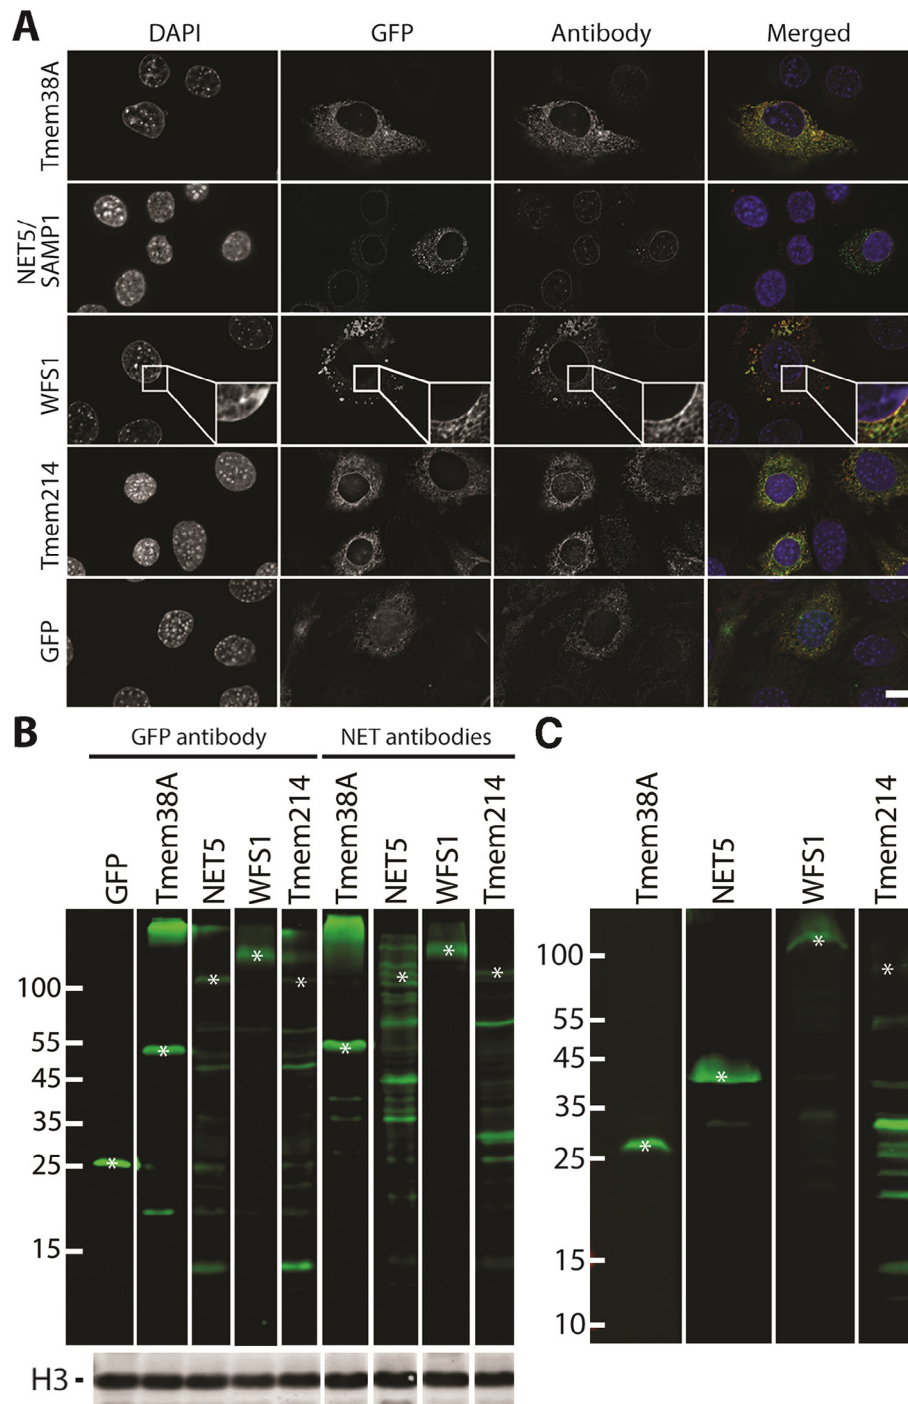 A
DAPI GFP Antibody Merged
Tmem38A
NET5/
SAMP1
WFS1
Tmem214
GFP
B
GFP antibody NET antibodies
GFP Tmem38A NET5 WFS1 Tmem214 Tmem38A NET5 WFS1 Tmem214
* * * * * * * * *
100
55
45
35
25
15
H3
C
Tmem38A NET5 WFS1 Tmem214
* * * *
100
55
45
35
25
15
10